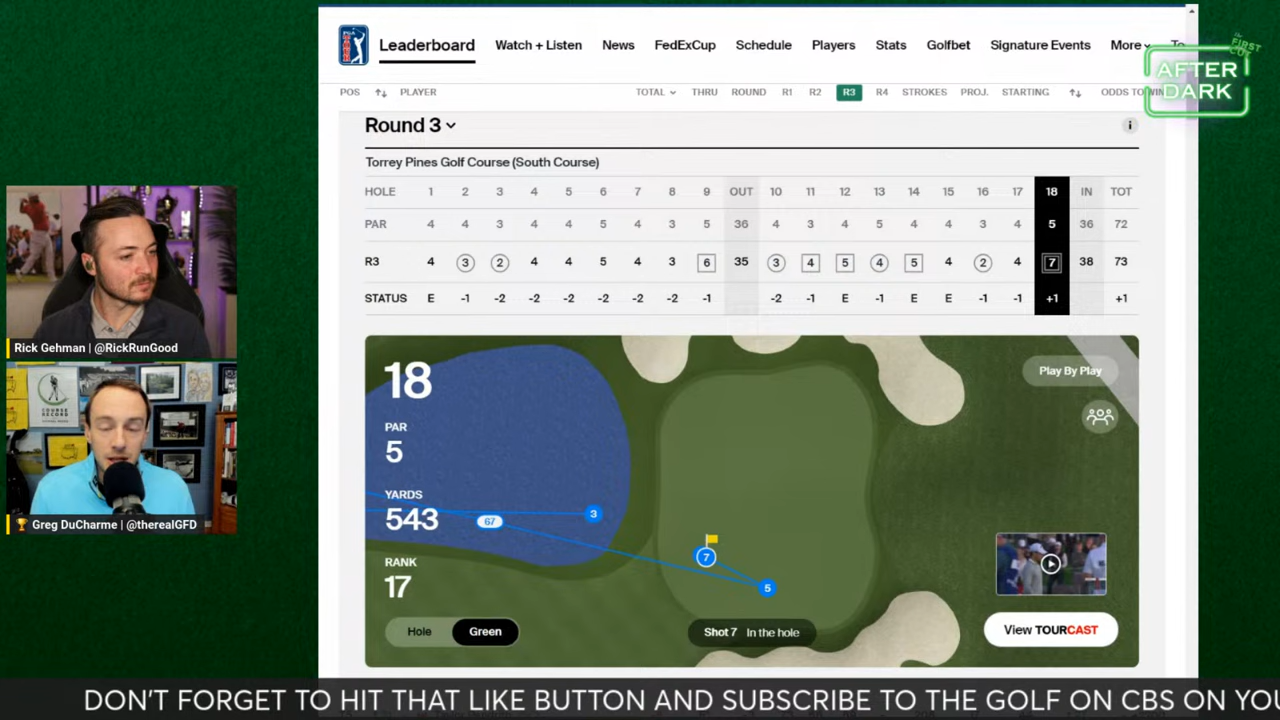 Leaderboard Watch + Listen News FedExCup Schedule Players Stats Golfbet Signature Events More
THE FIRST CUT
AFTER DARK
POS PLAYER TOTAL THRU ROUND R1 R2 R3 R4 STROKES PROJ. STARTING ODDS TO WIN
Round 3
Torrey Pines Golf Course (South Course)
HOLE 1 2 3 4 5 6 7 8 9 OUT 10 11 12 13 14 15 16 17 18 IN TOT
PAR 4 4 3 4 4 5 4 3 5 36 4 3 4 5 4 4 3 4 5 36 72
R3 4 3 2 4 4 5 4 3 6 35 3 4 5 4 5 4 2 4 7 38 73
STATUS E -1 -2 -2 -2 -2 -2 -2 -1 -2 -1 E -1 E E -1 -1 +1 +1
18
PAR
5
YARDS
543
RANK
17
Hole Green
67
3
7
5
Shot 7 In the hole
Play By Play
View TOURCAST
COURSE RECORD
Rick Gehman | @RickRunGood
Greg DuCharme | @therealGFD
DON'T FORGET TO HIT THAT LIKE BUTTON AND SUBSCRIBE TO THE GOLF ON CBS ON YOU